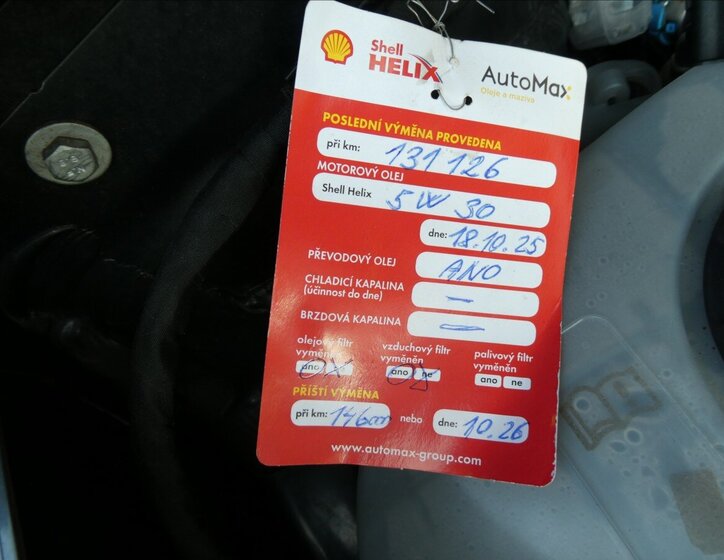 Shell
HELIX
AutoMax
Oleje a maziva
POSLEDNÍ VÝMĚNA PROVEDENA
při km: 131 126
MOTOROVÝ OLEJ
Shell Helix 5W 30
dne: 18.10.25
PŘEVODOVÝ OLEJ ANO
CHLADICÍ KAPALINA —
(účinnost do dne)
BRZDOVÁ KAPALINA —
olejový filtr vyměněn
ano
vzduchový filtr vyměněn
ano ne
palivový filtr vyměněn
ano ne
PŘÍŠTÍ VÝMĚNA
při km: nebo dne: 10.26
www.automax-group.com